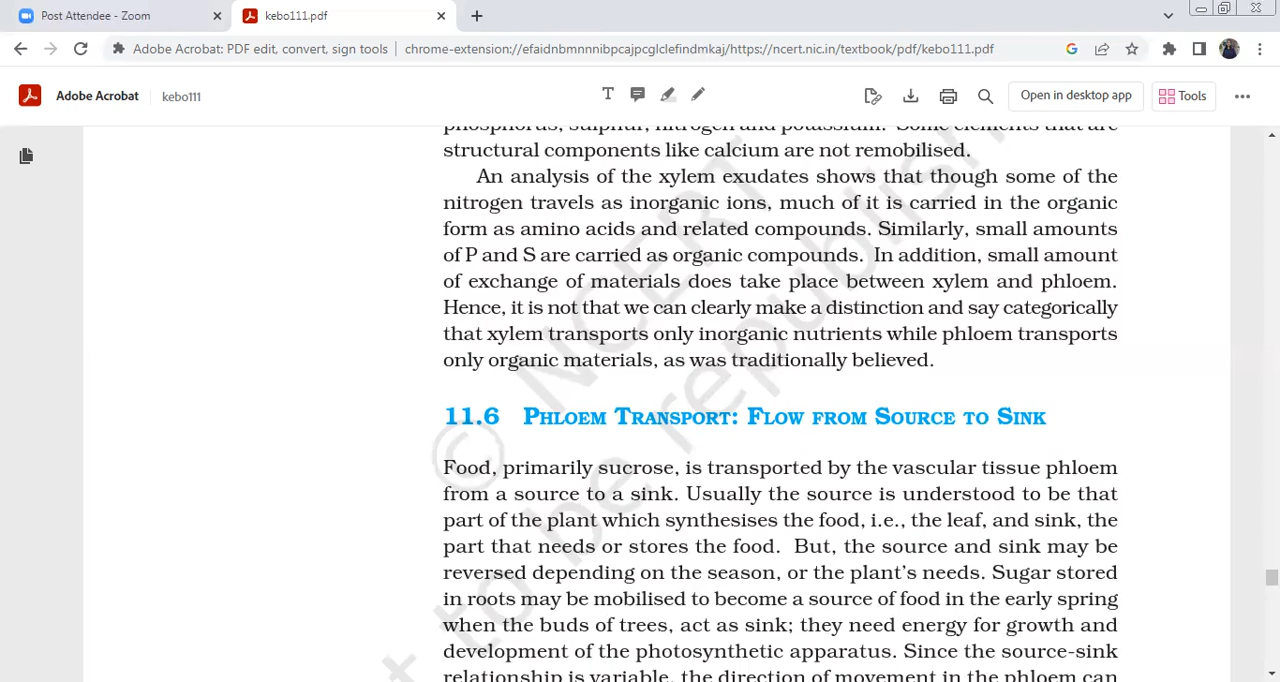 Post Attendee - Zoom
kebo111.pdf
Adobe Acrobat: PDF edit, convert, sign tools | chrome-extension://efaidnbmnnnibpcajpcglclefindmkaj/https://ncert.nic.in/textbook/pdf/kebo111.pdf
Adobe Acrobat
kebo111
Open in desktop app
Tools
phosphorus, sulphur, nitrogen and potassium. Some elements that are
structural components like calcium are not remobilised.
An analysis of the xylem exudates shows that though some of the
nitrogen travels as inorganic ions, much of it is carried in the organic
form as amino acids and related compounds. Similarly, small amounts
of P and S are carried as organic compounds. In addition, small amount
of exchange of materials does take place between xylem and phloem.
Hence, it is not that we can clearly make a distinction and say categorically
that xylem transports only inorganic nutrients while phloem transports
only organic materials, as was traditionally believed.
11.6 PHLOEM TRANSPORT: FLOW FROM SOURCE TO SINK
Food, primarily sucrose, is transported by the vascular tissue phloem
from a source to a sink. Usually the source is understood to be that
part of the plant which synthesises the food, i.e., the leaf, and sink, the
part that needs or stores the food. But, the source and sink may be
reversed depending on the season, or the plant's needs. Sugar stored
in roots may be mobilised to become a source of food in the early spring
when the buds of trees, act as sink; they need energy for growth and
development of the photosynthetic apparatus. Since the source-sink
relationship is variable, the direction of movement in the phloem can
© NCERT
to be republish